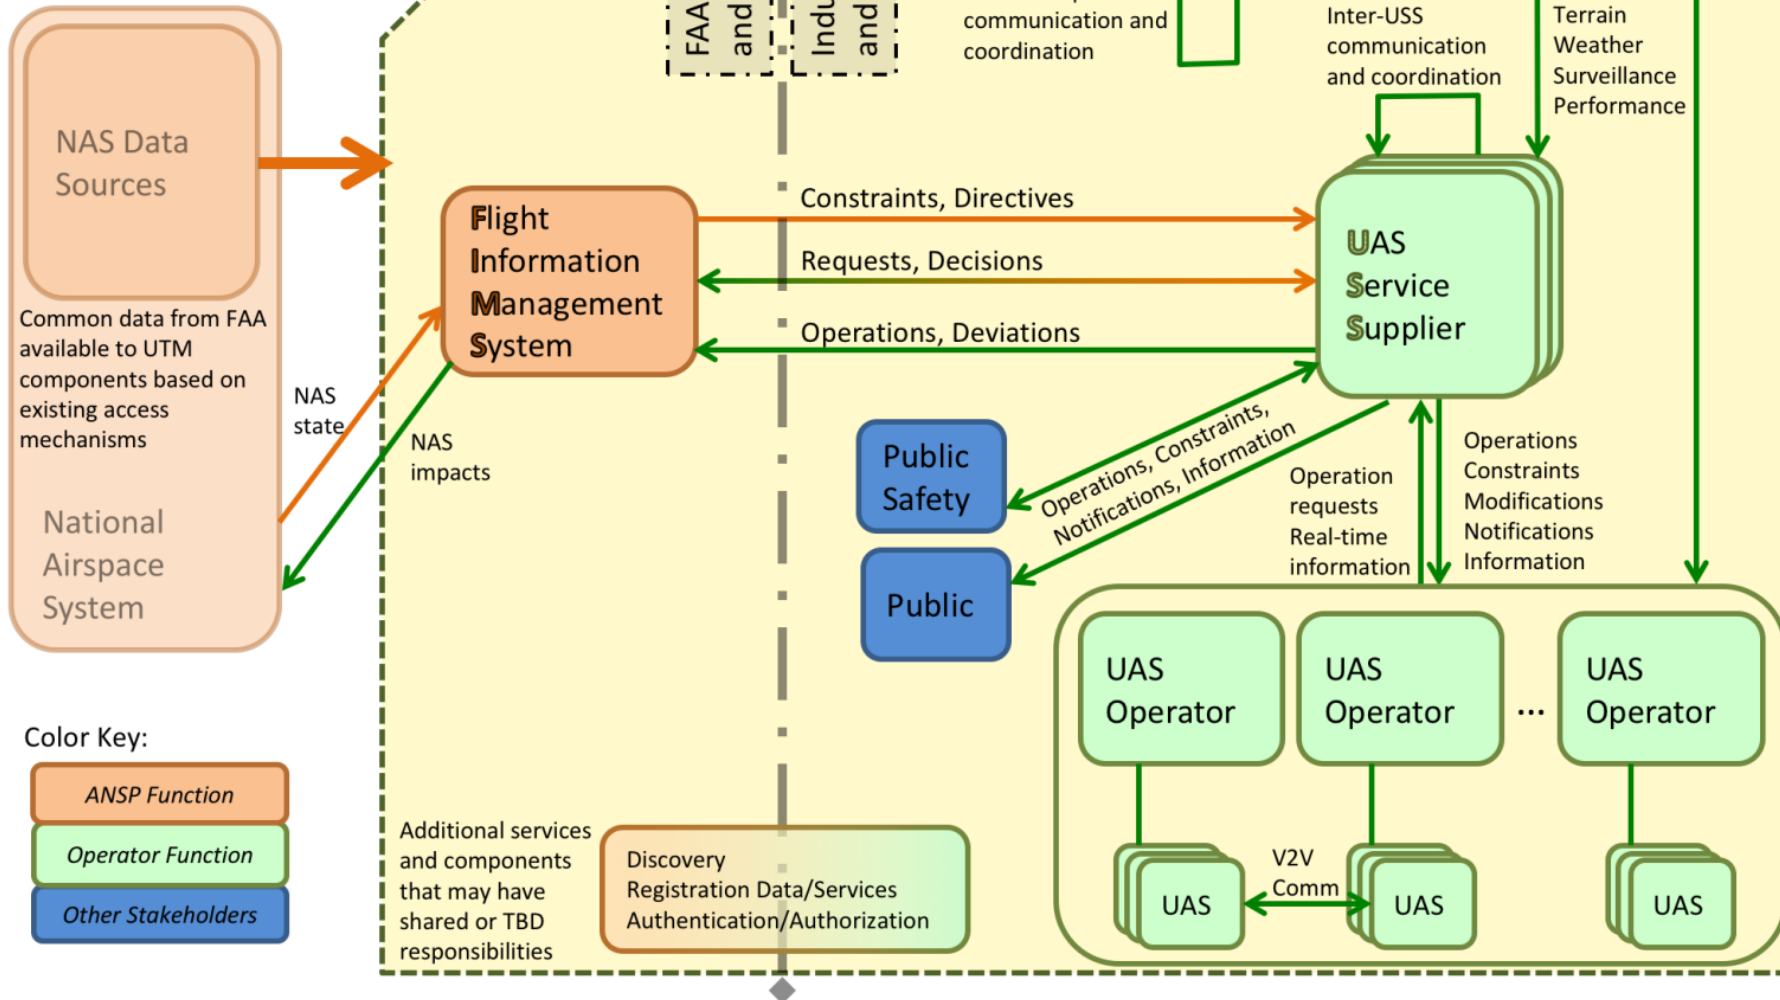 FAA
and
Indu
and
communication and
coordination
Inter-USS
communication
and coordination
Terrain
Weather
Surveillance
Performance
NAS Data
Sources
Common data from FAA
available to UTM
components based on
existing access
mechanisms
National
Airspace
System
NAS
state
NAS
impacts
Flight
Information
Management
System
Constraints, Directives
Requests, Decisions
Operations, Deviations
UAS
Service
Supplier
Public
Safety
Public
Operations, Constraints,
Notifications, Information
Operation
requests
Real-time
information
Operations
Constraints
Modifications
Notifications
Information
UAS
Operator
UAS
Operator
...
UAS
Operator
UAS
V2V
Comm
UAS
UAS
Color Key:
ANSP Function
Operator Function
Other Stakeholders
Additional services
and components
that may have
shared or TBD
responsibilities
Discovery
Registration Data/Services
Authentication/Authorization